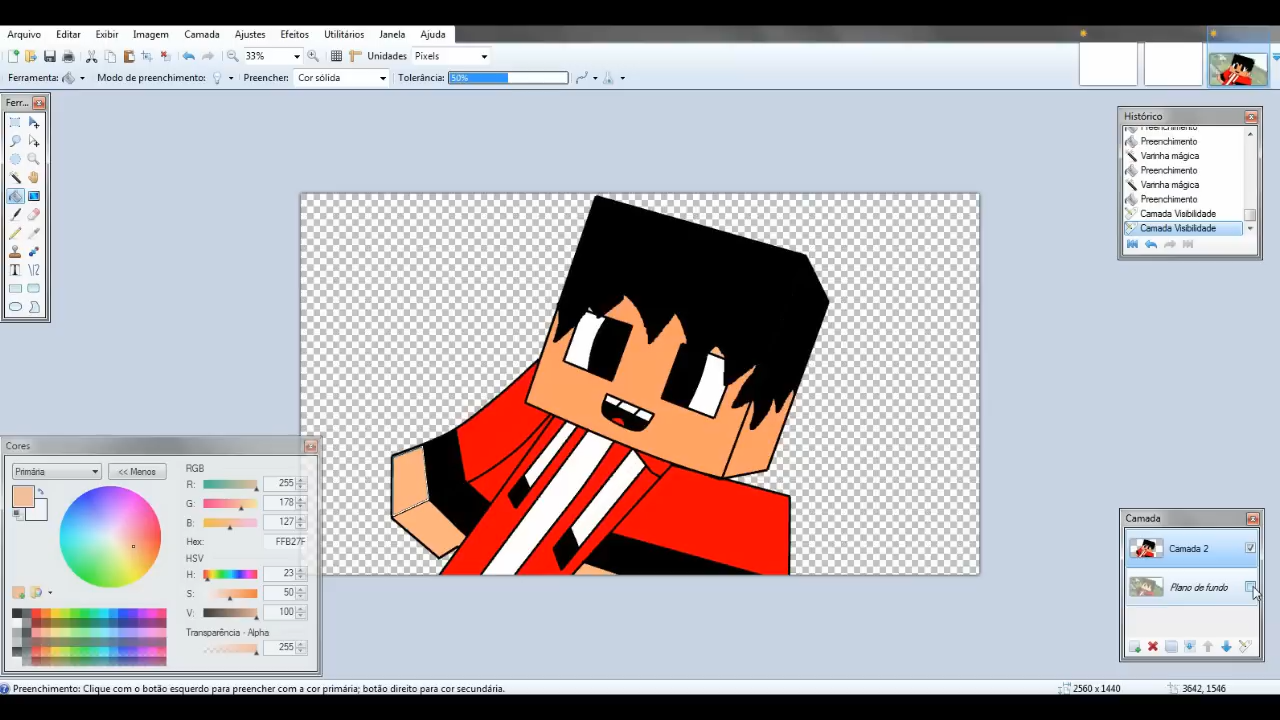 Arquivo Editar Exibir Imagem Camada Ajustes Efeitos Utilitários Janela Ajuda
33% Unidades Pixels
Ferramenta: Modo de preenchimento: Preencher: Cor sólida Tolerância: 50%
Ferr...
Histórico
Preenchimento
Preenchimento
Varinha mágica
Preenchimento
Varinha mágica
Preenchimento
Camada Visibilidade
Camada Visibilidade
Cores
Primária << Menos RGB
R: 255
G: 178
B: 127
Hex: FFB27F
HSV
H: 23
S: 50
V: 100
Transparência - Alpha
255
Camada
Camada 2
Plano de fundo
Preenchimento: Clique com o botão esquerdo para preencher com a cor primária; botão direito para cor secundária. 2560 x 1440 3642, 1546